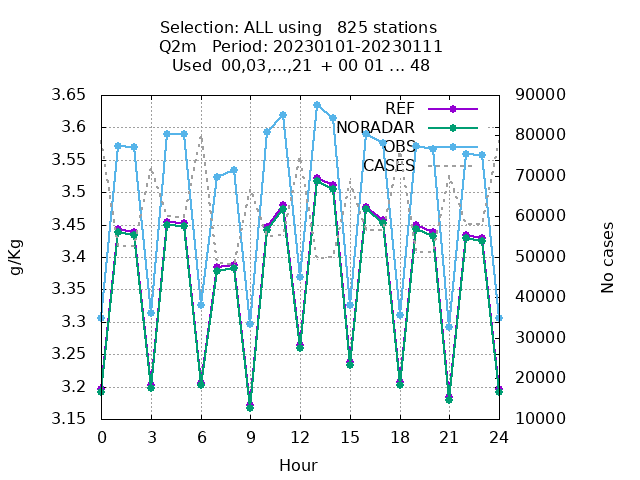 Selection: ALL using   825 stations
Q2m   Period: 20230101-20230111
Used  00,03,...,21  + 00 01 ... 48
3.65
3.6
3.55
3.5
3.45
3.4
3.35
3.3
3.25
3.2
3.15
90000
80000
70000
60000
50000
40000
30000
20000
10000
REF
NORADAR
OBS
CASES
g/Kg
No cases
0 3 6 9 12 15 18 21 24
Hour